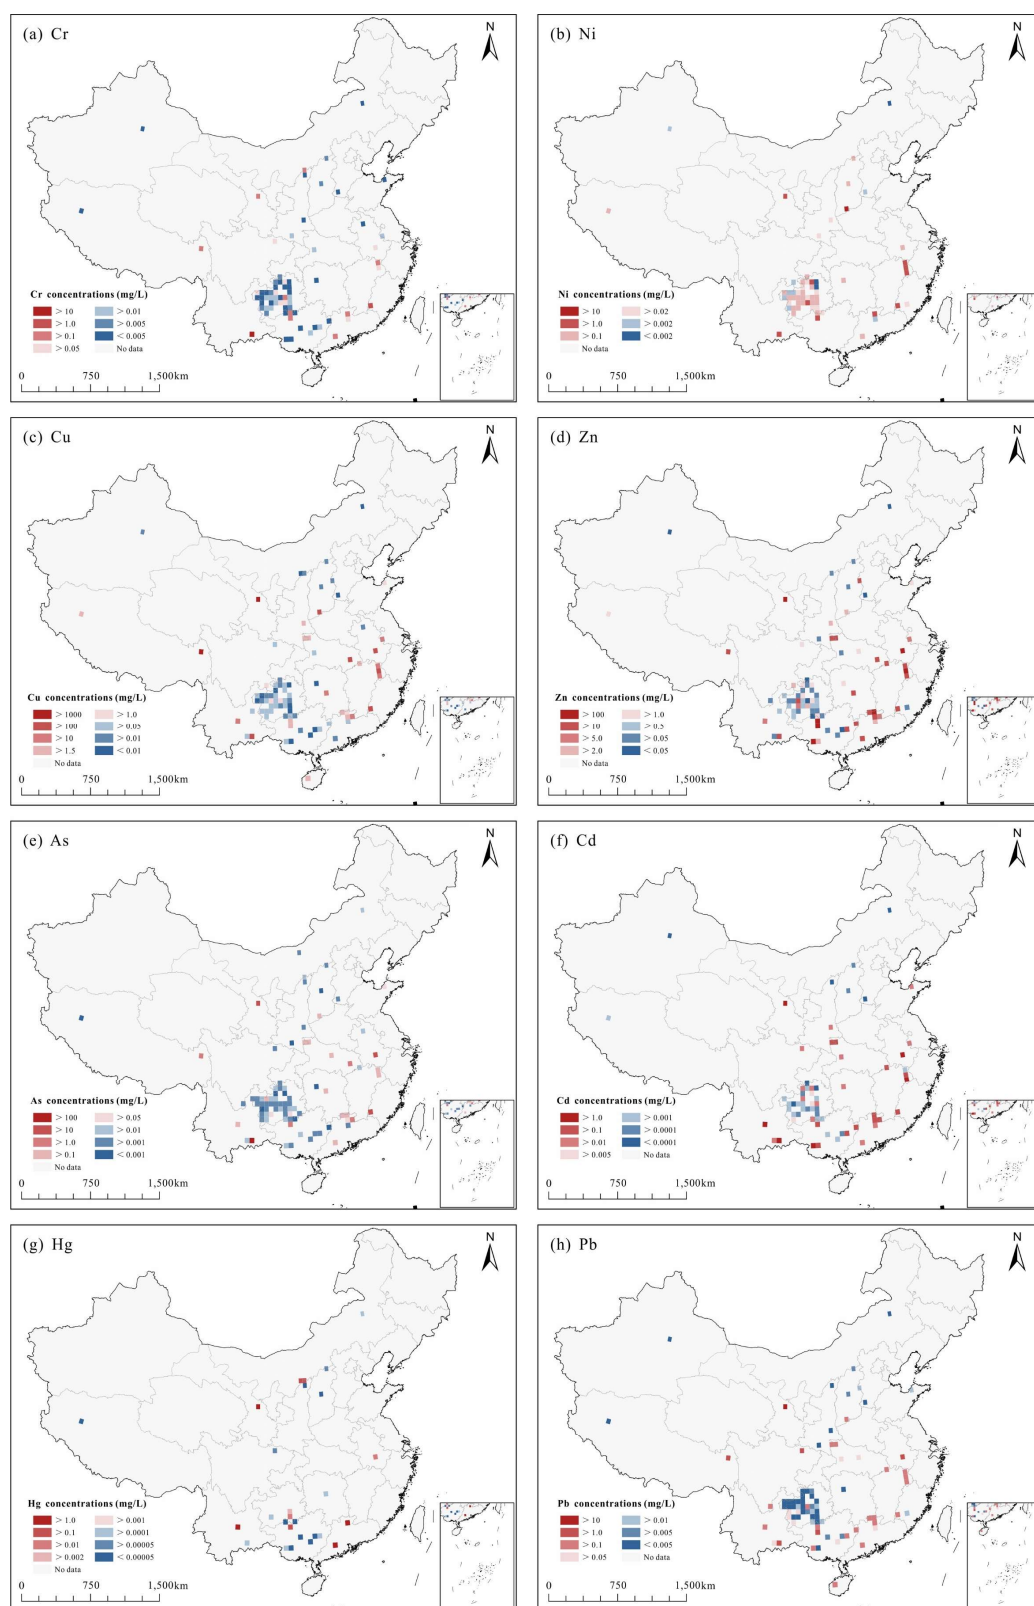 (a) Cr
N
Cr concentrations (mg/L)
> 10
> 0.01
> 1.0
> 0.005
> 0.1
< 0.005
> 0.05
No data
0 750 1,500km
(b) Ni
N
Ni concentrations (mg/L)
> 10
> 0.02
> 1.0
> 0.002
> 0.1
< 0.002
No data
0 750 1,500km
(c) Cu
N
Cu concentrations (mg/L)
> 1000
> 1.0
> 100
> 0.05
> 10
> 0.01
> 1.5
< 0.01
No data
0 750 1,500km
(d) Zn
N
Zn concentrations (mg/L)
> 100
> 1.0
> 10
> 0.5
> 5.0
> 0.05
> 2.0
< 0.05
No data
0 750 1,500km
(e) As
N
As concentrations (mg/L)
> 100
> 0.05
> 10
> 0.01
> 1.0
> 0.001
> 0.1
< 0.001
No data
0 750 1,500km
(f) Cd
N
Cd concentrations (mg/L)
> 1.0
> 0.001
> 0.1
> 0.0001
> 0.01
< 0.0001
> 0.005
No data
0 750 1,500km
(g) Hg
N
Hg concentrations (mg/L)
> 1.0
> 0.001
> 0.1
> 0.0001
> 0.01
> 0.00005
> 0.002
< 0.00005
No data
0 750 1,500km
(h) Pb
N
Pb concentrations (mg/L)
> 10
> 0.01
> 1.0
> 0.005
> 0.1
< 0.005
> 0.05
No data
0 750 1,500km